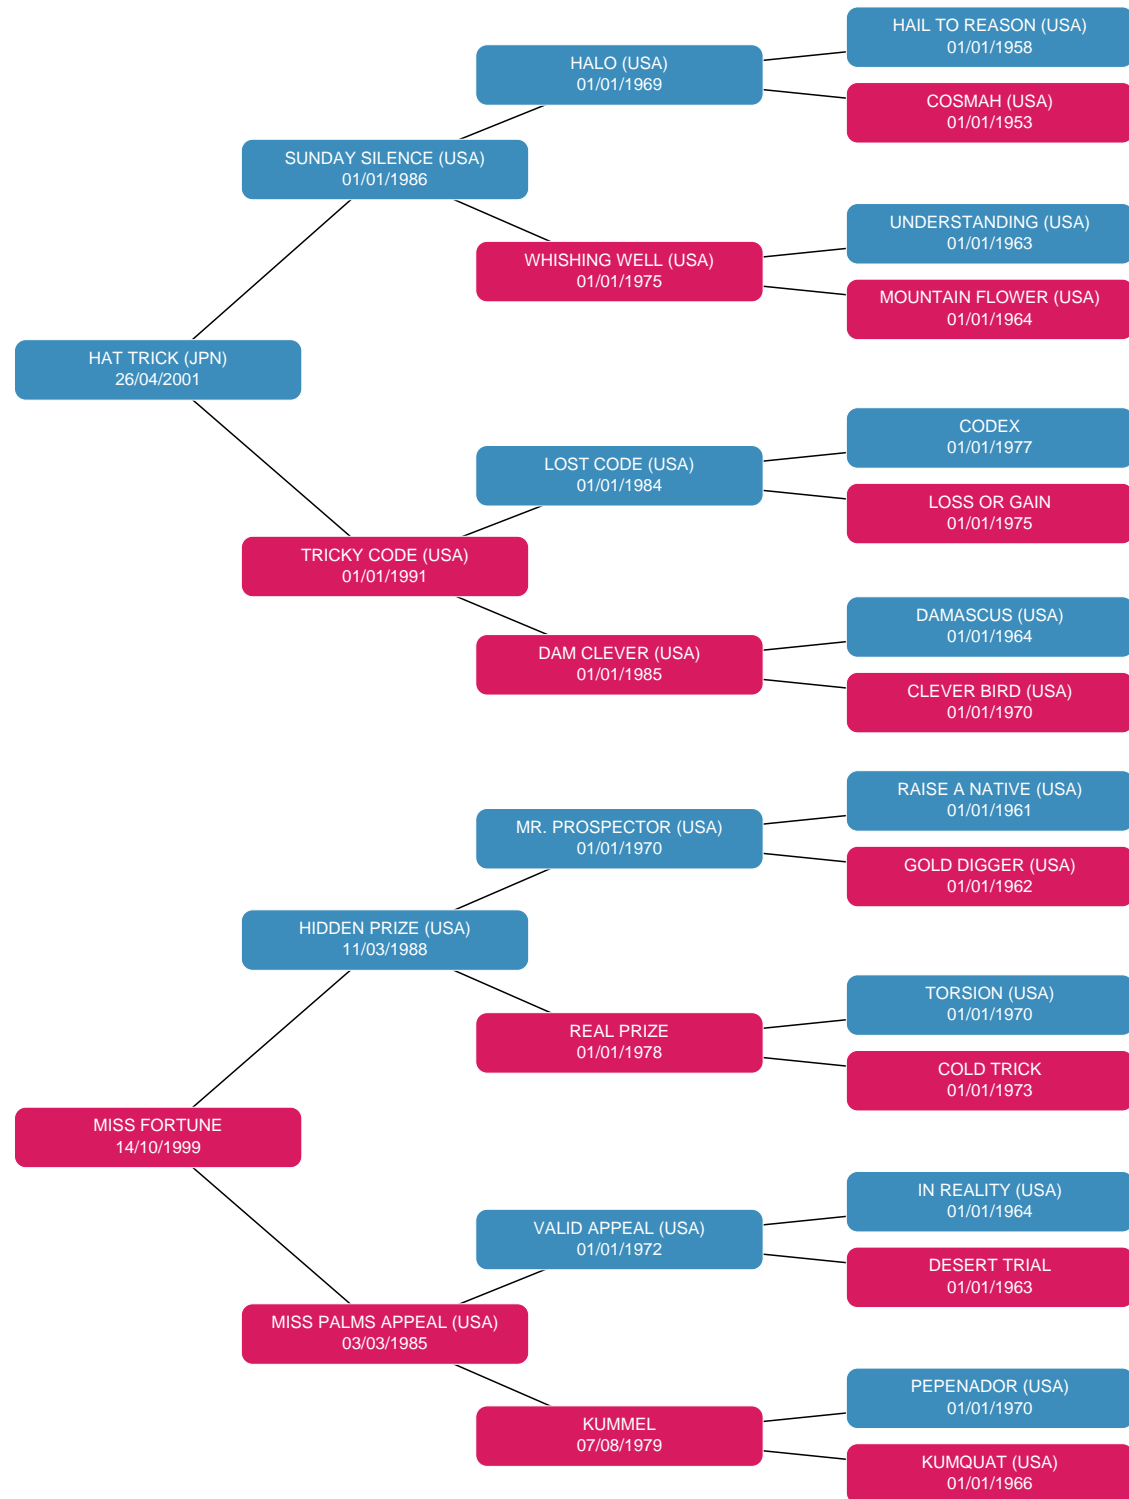 HAIL TO REASON (USA)
01/01/1958
HALO (USA)
01/01/1969
COSMAH (USA)
01/01/1953
SUNDAY SILENCE (USA)
01/01/1986
UNDERSTANDING (USA)
01/01/1963
WHISHING WELL (USA)
01/01/1975
MOUNTAIN FLOWER (USA)
01/01/1964
HAT TRICK (JPN)
26/04/2001
CODEX
01/01/1977
LOST CODE (USA)
01/01/1984
LOSS OR GAIN
01/01/1975
TRICKY CODE (USA)
01/01/1991
DAMASCUS (USA)
01/01/1964
DAM CLEVER (USA)
01/01/1985
CLEVER BIRD (USA)
01/01/1970
RAISE A NATIVE (USA)
01/01/1961
MR. PROSPECTOR (USA)
01/01/1970
GOLD DIGGER (USA)
01/01/1962
HIDDEN PRIZE (USA)
11/03/1988
TORSION (USA)
01/01/1970
REAL PRIZE
01/01/1978
COLD TRICK
01/01/1973
MISS FORTUNE
14/10/1999
IN REALITY (USA)
01/01/1964
VALID APPEAL (USA)
01/01/1972
DESERT TRIAL
01/01/1963
MISS PALMS APPEAL (USA)
03/03/1985
PEPENADOR (USA)
01/01/1970
KUMMEL
07/08/1979
KUMQUAT (USA)
01/01/1966